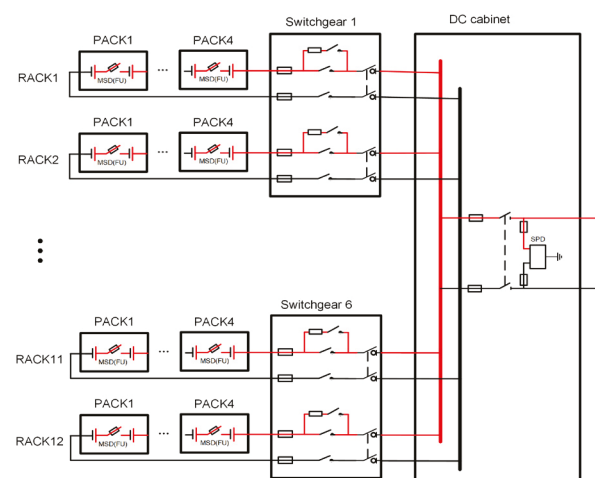 Switchgear 1
DC cabinet
PACK1
PACK4
RACK1
MSD(FU)
...
MSD(FU)
PACK1
PACK4
RACK2
MSD(FU)
...
MSD(FU)
SPD
Switchgear 6
PACK1
PACK4
RACK11
MSD(FU)
...
MSD(FU)
PACK1
PACK4
RACK12
MSD(FU)
...
MSD(FU)